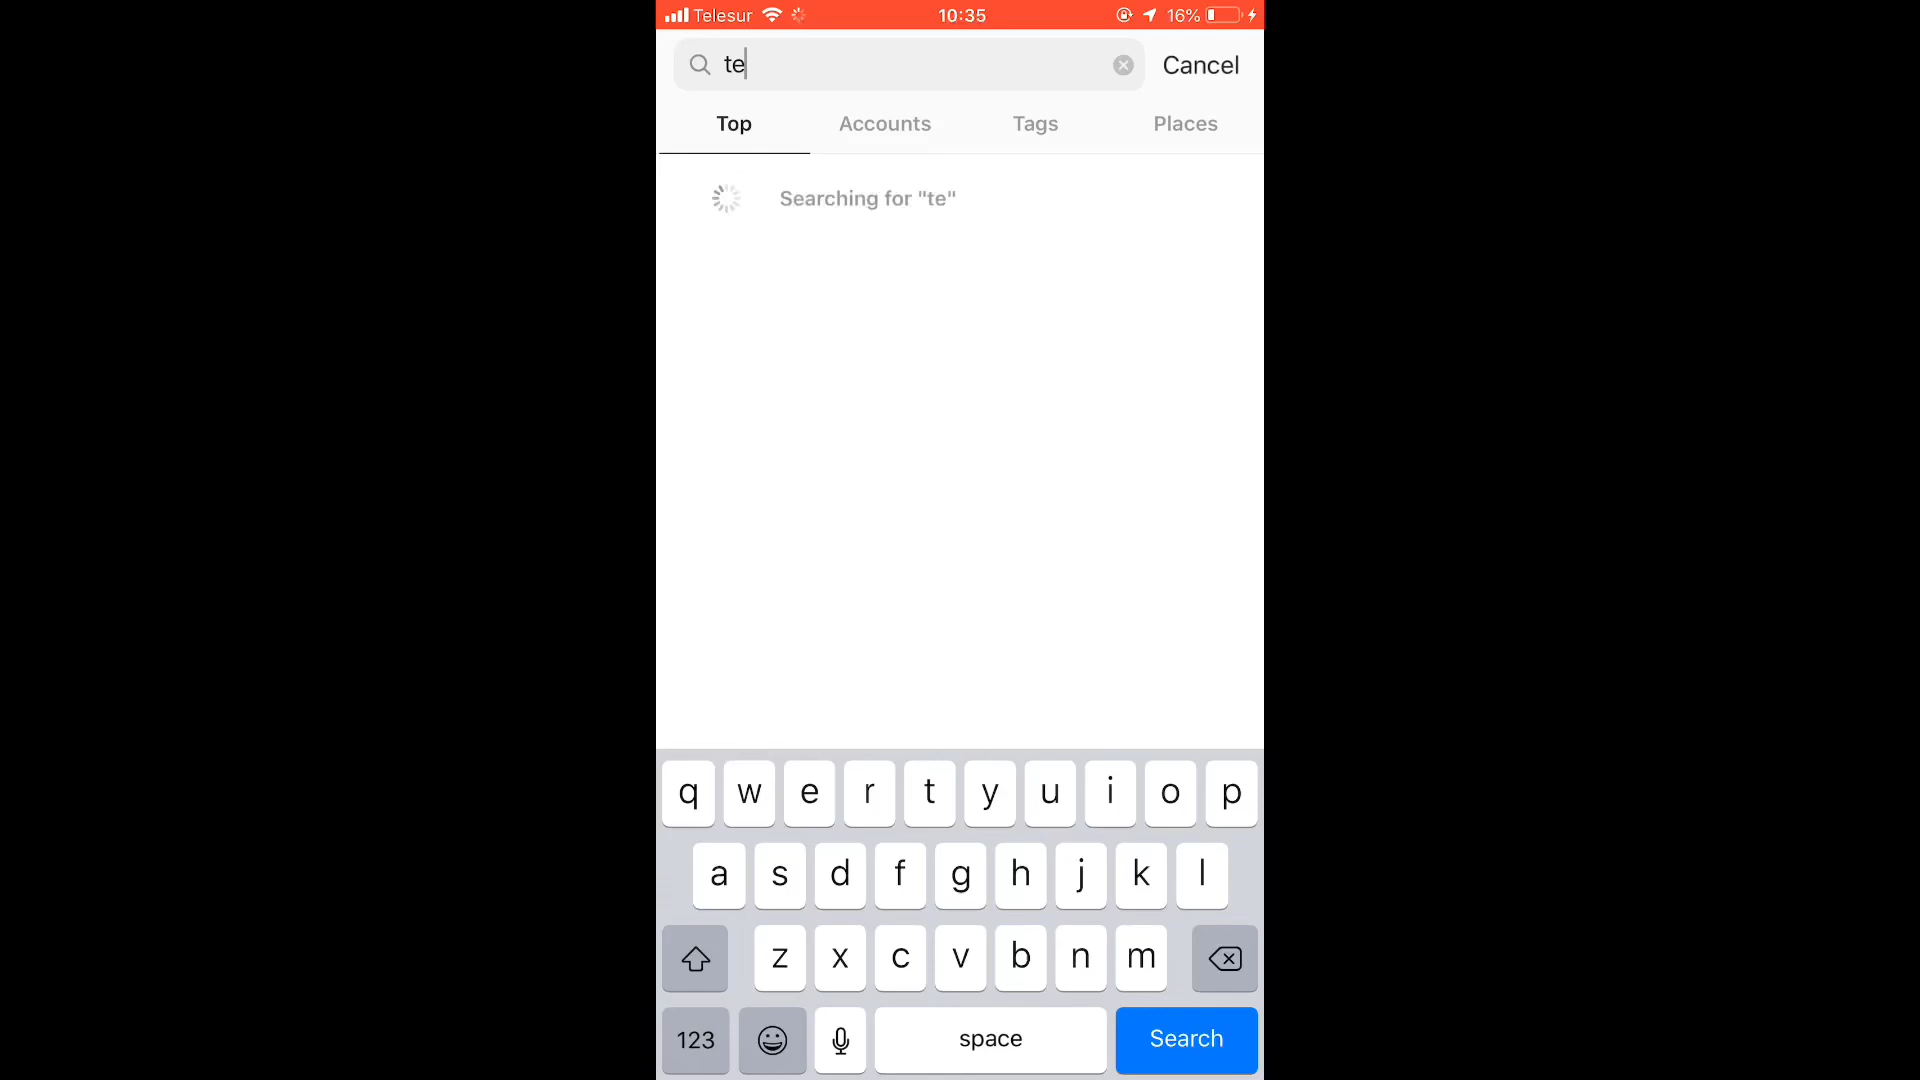 Telesur 10:35 16%
te Cancel
Top Accounts Tags Places
Searching for "te"
q w e r t y u i o p
a s d f g h j k l
z x c v b n m
123 space Search